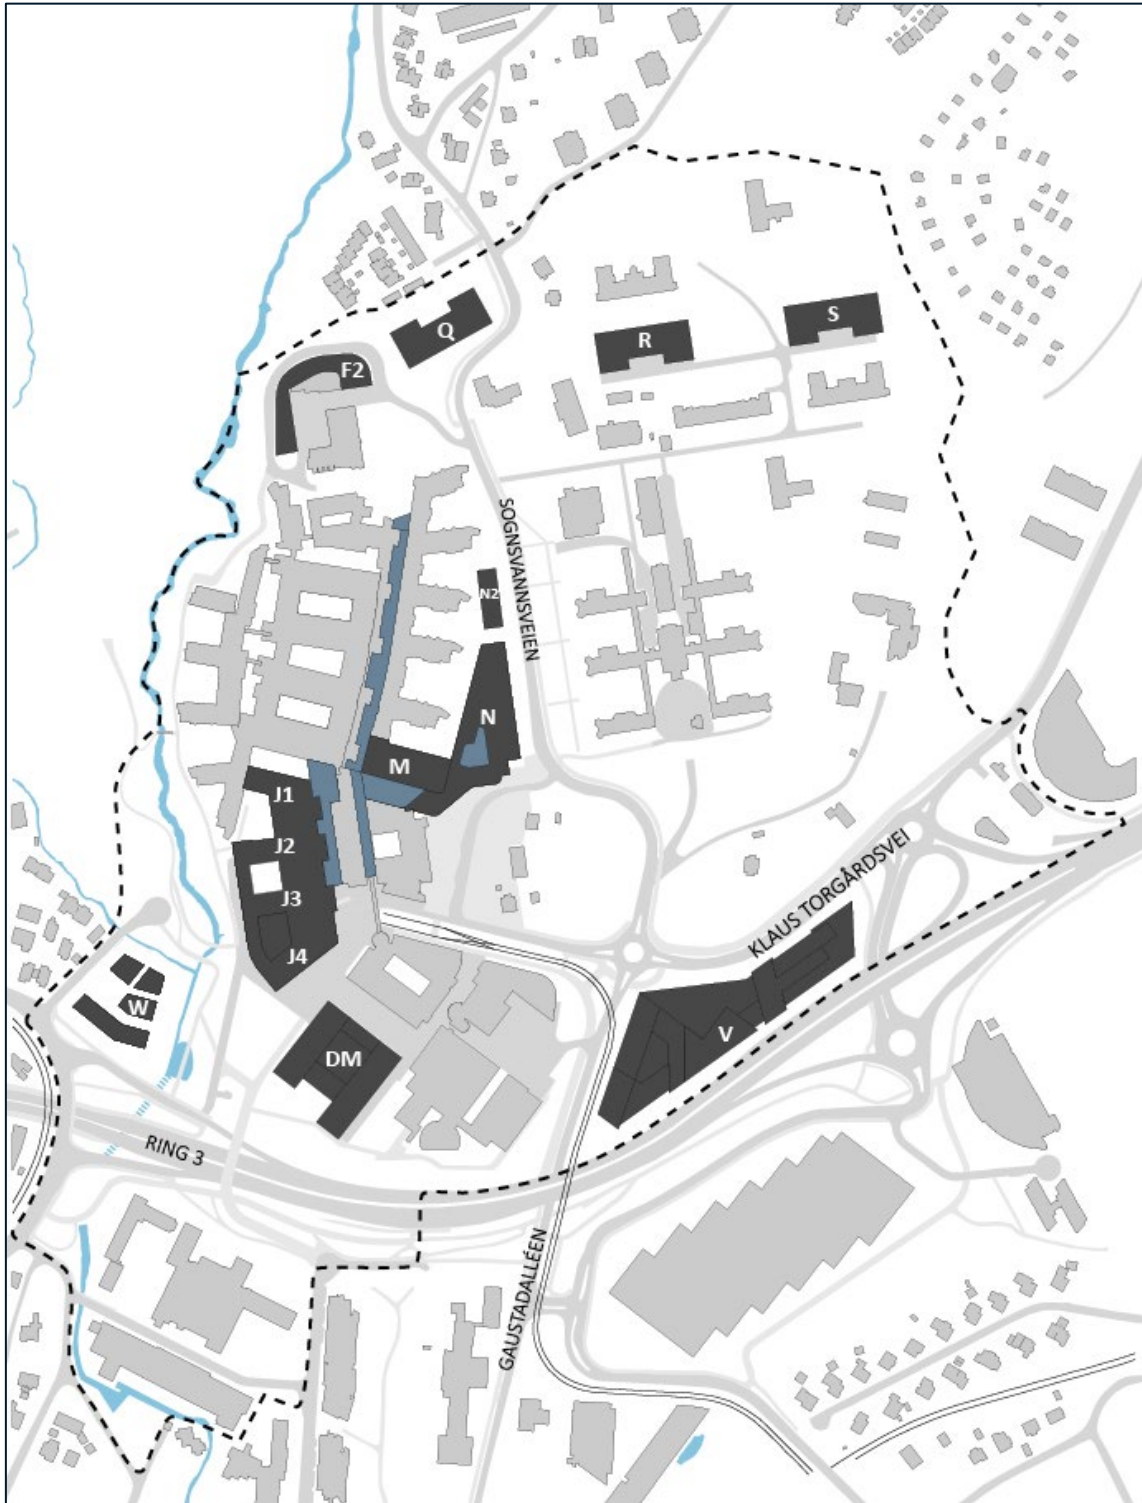 Q
S
R
F2
SOGNSVANNSVEIEN
N2
N
M
J1
J2
J3
J4
KLAUS TORGÅRDSVEI
W
V
DM
RING 3
GAUSTADALLÉEN